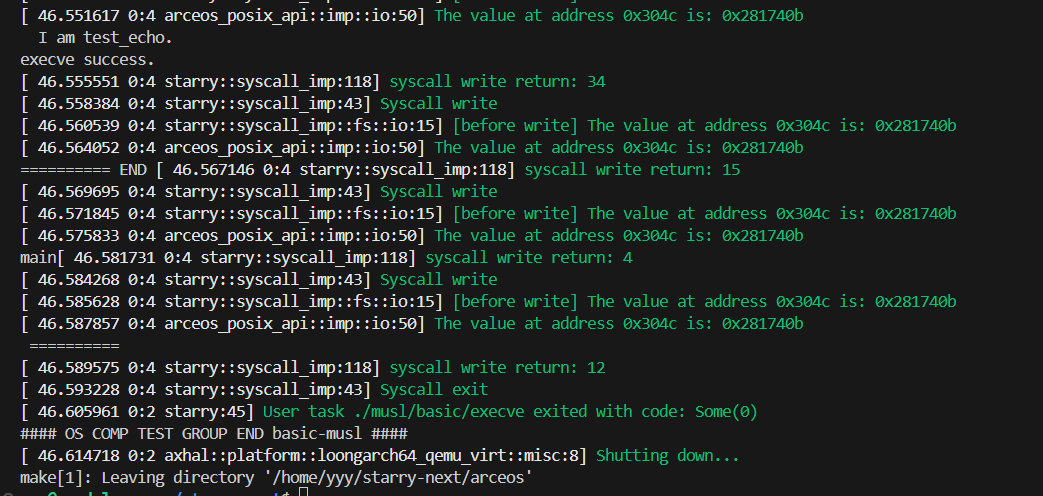 [ 46.551617 0:4 arceos_posix_api::imp::io:50] The value at address 0x304c is: 0x281740b
  I am test_echo.
execve success.
[ 46.555551 0:4 starry::syscall_imp:118] syscall write return: 34
[ 46.558384 0:4 starry::syscall_imp:43] Syscall write
[ 46.560539 0:4 starry::syscall_imp::fs::io:15] [before write] The value at address 0x304c is: 0x281740b
[ 46.564052 0:4 arceos_posix_api::imp::io:50] The value at address 0x304c is: 0x281740b
========== END [ 46.567146 0:4 starry::syscall_imp:118] syscall write return: 15
[ 46.569695 0:4 starry::syscall_imp:43] Syscall write
[ 46.571845 0:4 starry::syscall_imp::fs::io:15] [before write] The value at address 0x304c is: 0x281740b
[ 46.575833 0:4 arceos_posix_api::imp::io:50] The value at address 0x304c is: 0x281740b
main[ 46.581731 0:4 starry::syscall_imp:118] syscall write return: 4
[ 46.584268 0:4 starry::syscall_imp:43] Syscall write
[ 46.585628 0:4 starry::syscall_imp::fs::io:15] [before write] The value at address 0x304c is: 0x281740b
[ 46.587857 0:4 arceos_posix_api::imp::io:50] The value at address 0x304c is: 0x281740b
 ==========
[ 46.589575 0:4 starry::syscall_imp:118] syscall write return: 12
[ 46.593228 0:4 starry::syscall_imp:43] Syscall exit
[ 46.605961 0:2 starry:45] User task ./musl/basic/execve exited with code: Some(0)
#### OS COMP TEST GROUP END basic-musl ####
[ 46.614718 0:2 axhal::platform::loongarch64_qemu_virt::misc:8] Shutting down...
make[1]: Leaving directory '/home/yyy/starry-next/arceos'